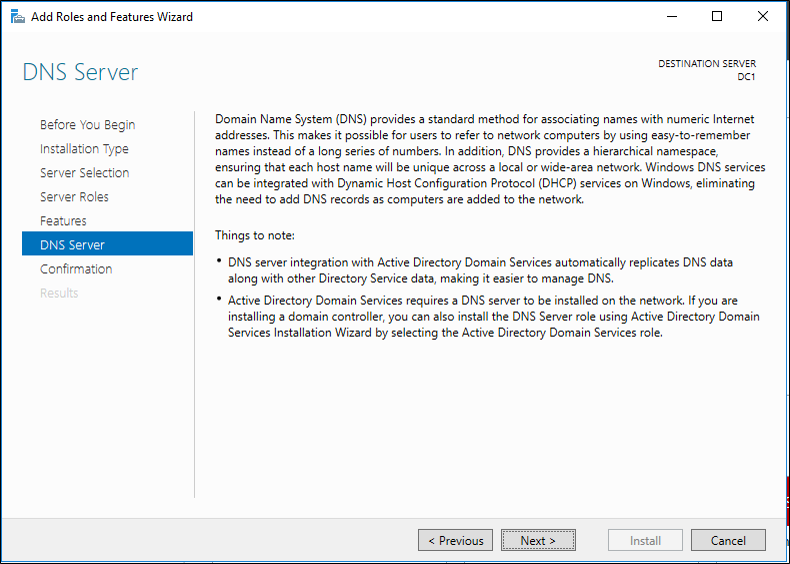 Add Roles and Features Wizard
DNS Server
DESTINATION SERVER
DC1
Before You Begin
Installation Type
Server Selection
Server Roles
Features
DNS Server
Confirmation
Results
Domain Name System (DNS) provides a standard method for associating names with numeric Internet
addresses. This makes it possible for users to refer to network computers by using easy-to-remember
names instead of a long series of numbers. In addition, DNS provides a hierarchical namespace,
ensuring that each host name will be unique across a local or wide-area network. Windows DNS services
can be integrated with Dynamic Host Configuration Protocol (DHCP) services on Windows, eliminating
the need to add DNS records as computers are added to the network.
Things to note:
• DNS server integration with Active Directory Domain Services automatically replicates DNS data
along with other Directory Service data, making it easier to manage DNS.
• Active Directory Domain Services requires a DNS server to be installed on the network. If you are
installing a domain controller, you can also install the DNS Server role using Active Directory Domain
Services Installation Wizard by selecting the Active Directory Domain Services role.
< Previous
Next >
Install
Cancel